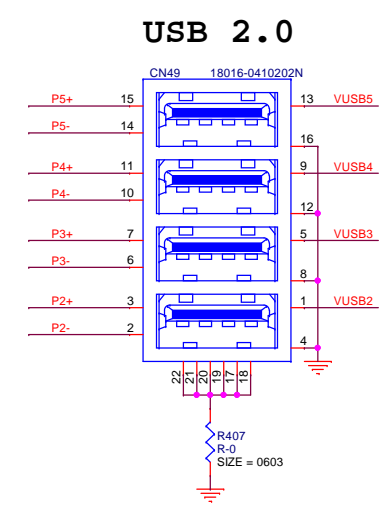 USB 2.0
CN49 18016-0410202N
P5+ 15 13 VUSB5
P5- 14
16
P4+ 11 9 VUSB4
P4- 10
12
P3+ 7 5 VUSB3
P3- 6
8
P2+ 3 1 VUSB2
P2- 2
4
22 21 20 19 17 18
R407
R-0
SIZE = 0603